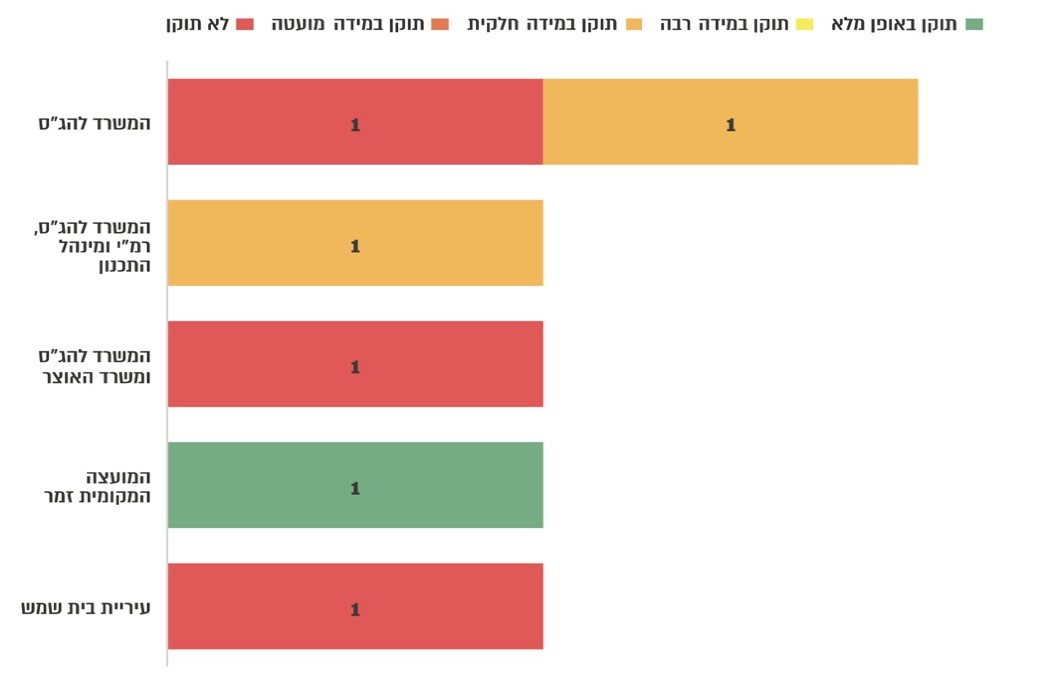 תוקן באופן מלא תוקן במידה רבה תוקן במידה חלקית תוקן במידה מועטה לא תוקן
המשרד להג"ס
1 1
המשרד להג"ס,
רמ"י ומינהל
התכנון
1
המשרד להג"ס
ומשרד האוצר
1
המועצה
המקומית זמר
1
עיריית בית שמש
1